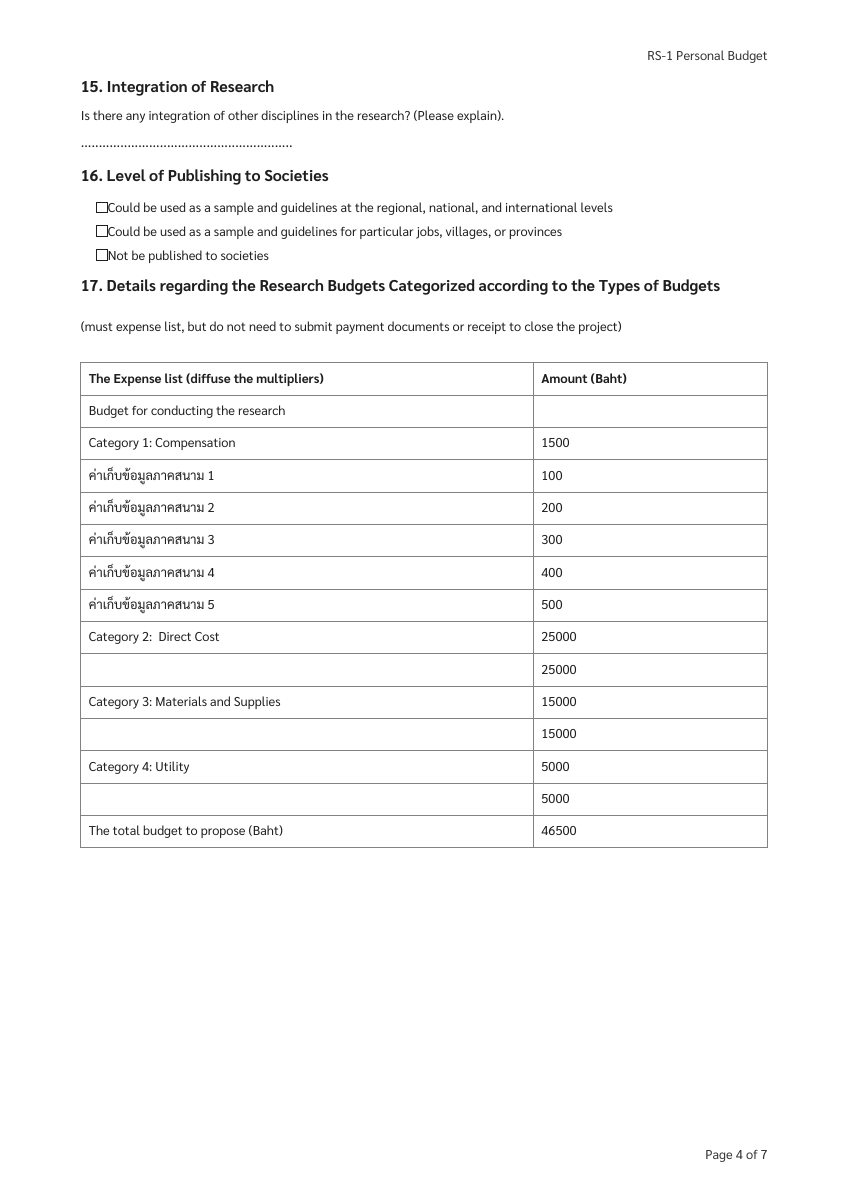 RS-1 Personal Budget
15. Integration of Research
Is there any integration of other disciplines in the research? (Please explain).
...........................................................
16. Level of Publishing to Societies
☐Could be used as a sample and guidelines at the regional, national, and international levels
☐Could be used as a sample and guidelines for particular jobs, villages, or provinces
☐Not be published to societies
17. Details regarding the Research Budgets Categorized according to the Types of Budgets
(must expense list, but do not need to submit payment documents or receipt to close the project)
The Expense list (diffuse the multipliers) Amount (Baht)
Budget for conducting the research
Category 1: Compensation 1500
ค่าเก็บข้อมูลภาคสนาม 1 100
ค่าเก็บข้อมูลภาคสนาม 2 200
ค่าเก็บข้อมูลภาคสนาม 3 300
ค่าเก็บข้อมูลภาคสนาม 4 400
ค่าเก็บข้อมูลภาคสนาม 5 500
Category 2:  Direct Cost 25000
25000
Category 3: Materials and Supplies 15000
15000
Category 4: Utility 5000
5000
The total budget to propose (Baht) 46500
Page 4 of 7